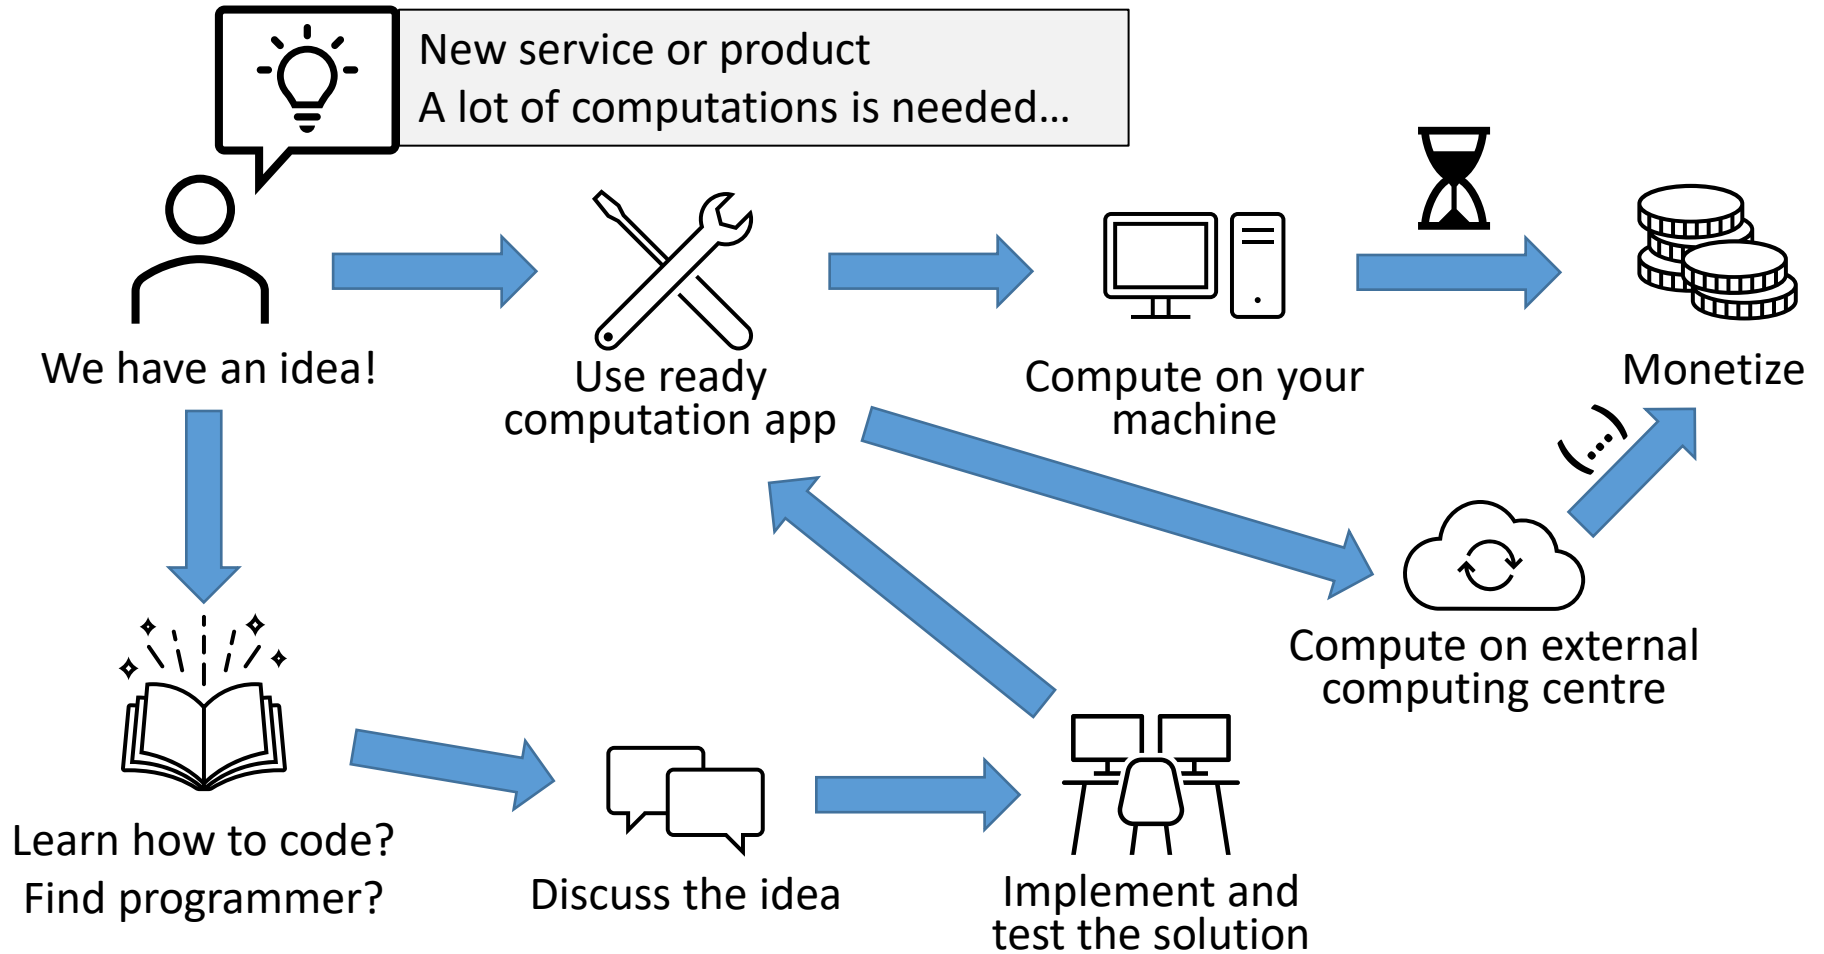 New service or product
A lot of computations is needed…
We have an idea!
Use ready
computation app
Compute on your
machine
Monetize
Compute on external
computing centre
Learn how to code?
Find programmer?
Discuss the idea
Implement and
test the solution